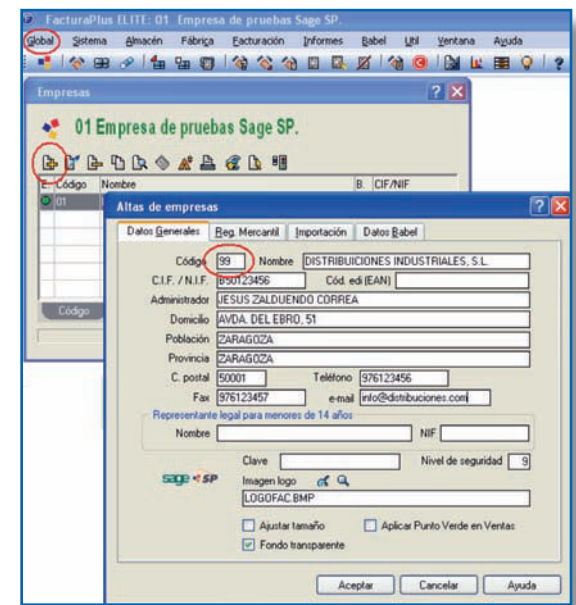 FacturaPlus ELITE: 01 Empresa de pruebas Sage SP.
Global Sistema Almacén Fábrica Facturación Informes Babel Util Ventana Ayuda
Empresas
01 Empresa de pruebas Sage SP.
E. Código Nombre B. CIF/NIF
01
Código
Altas de empresas
Datos Generales Reg. Mercantil Importación Datos Babel
Código 99 Nombre DISTRIBUICIONES INDUSTRIALES, S.L.
C.I.F. / N.I.F. B50123456 Cód. edi (EAN)
Administrador JESUS ZALDUENDO CORREA
Domicilio AVDA. DEL EBRO, 51
Población ZARAGOZA
Provincia ZARAGOZA
C. postal 50001 Teléfono 976123456
Fax 976123457 e-mail info@distribuciones.com
Representante legal para menores de 14 años
Nombre NIF
Clave Nivel de seguridad 9
sage SP Imagen logo
LOGOFAC.BMP
Ajustar tamaño Aplicar Punto Verde en Ventas
Fondo transparente
Aceptar Cancelar Ayuda